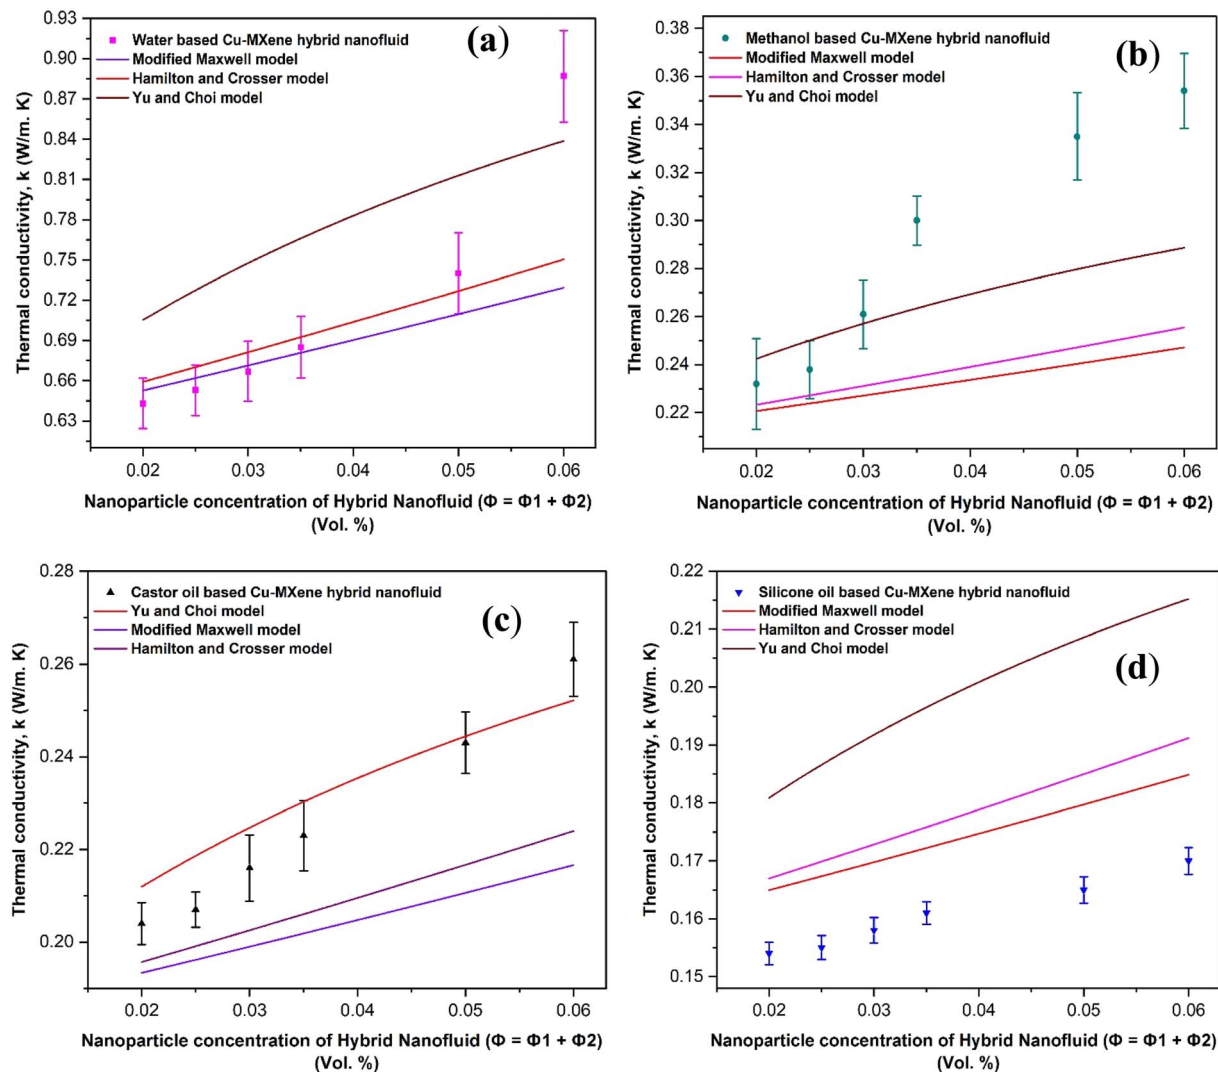 (a)
Water based Cu-MXene hybrid nanofluid
Modified Maxwell model
Hamilton and Crosser model
Yu and Choi model
Thermal conductivity, k (W/m. K)
0.93
0.90
0.87
0.84
0.81
0.78
0.75
0.72
0.69
0.66
0.63
0.02
0.03
0.04
0.05
0.06
Nanoparticle concentration of Hybrid Nanofluid (Φ = Φ1 + Φ2)
(Vol. %)
(b)
Methanol based Cu-MXene hybrid nanofluid
Modified Maxwell model
Hamilton and Crosser model
Yu and Choi model
Thermal conductivity, k (W/m. K)
0.38
0.36
0.34
0.32
0.30
0.28
0.26
0.24
0.22
0.02
0.03
0.04
0.05
0.06
Nanoparticle concentration of Hybrid Nanofluid (Φ = Φ1 + Φ2)
(Vol. %)
(c)
Castor oil based Cu-MXene hybrid nanofluid
Yu and Choi model
Modified Maxwell model
Hamilton and Crosser model
Thermal conductivity, k (W/m. K)
0.28
0.26
0.24
0.22
0.20
0.02
0.03
0.04
0.05
0.06
Nanoparticle concentration of Hybrid Nanofluid (Φ = Φ1 + Φ2)
(Vol. %)
(d)
Silicone oil based Cu-MXene hybrid nanofluid
Modified Maxwell model
Hamilton and Crosser model
Yu and Choi model
Thermal conductivity, k (W/m. K)
0.22
0.21
0.20
0.19
0.18
0.17
0.16
0.15
0.02
0.03
0.04
0.05
0.06
Nanoparticle concentration of Hybrid Nanofluid (Φ = Φ1 + Φ2)
(Vol. %)